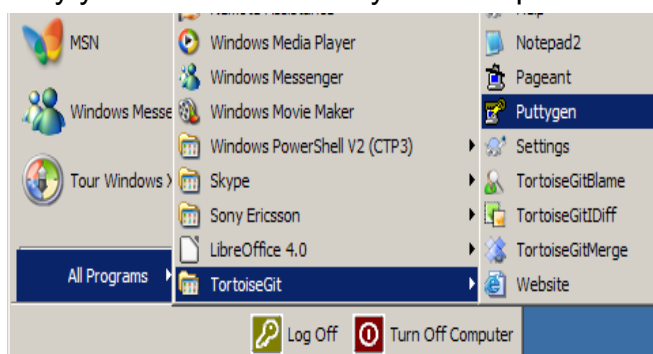 MSN
Windows Messe
Tour Windows X
All Programs
Windows Media Player
Windows Messenger
Windows Movie Maker
Windows PowerShell V2 (CTP3)
Skype
Sony Ericsson
LibreOffice 4.0
TortoiseGit
Notepad2
Pageant
Puttygen
Settings
TortoiseGitBlame
TortoiseGitIDiff
TortoiseGitMerge
Website
Log Off
Turn Off Computer